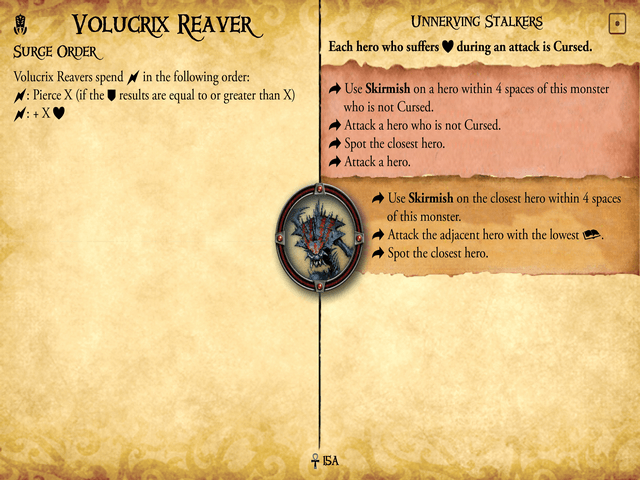 Volucrix Reaver
Surge Order
Volucrix Reavers spend in the following order:
: Pierce X (if the results are equal to or greater than X)
: + X
Unnerving Stalkers
Each hero who suffers during an attack is Cursed.
Use Skirmish on a hero within 4 spaces of this monster
who is not Cursed.
Attack a hero who is not Cursed.
Spot the closest hero.
Attack a hero.
Use Skirmish on the closest hero within 4 spaces
of this monster.
Attack the adjacent hero with the lowest .
Spot the closest hero.
15A